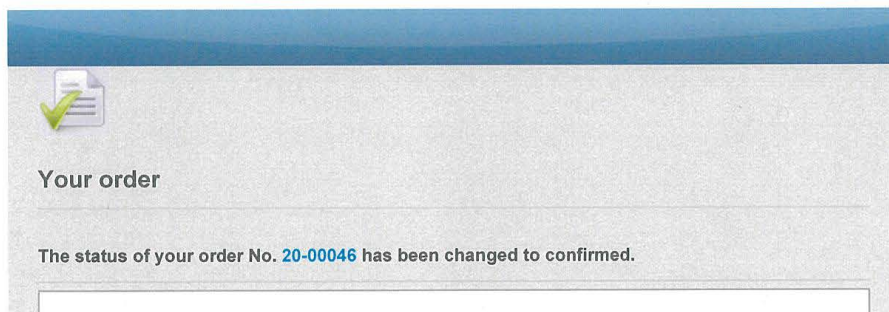 Your order
The status of your order No. 20-00046 has been changed to confirmed.